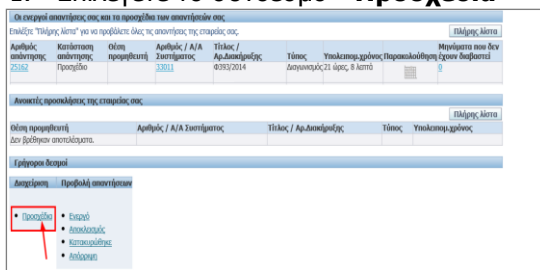 1. Επιλέγετε το σύνδεσμο "Προσχέδια"
Οι ενεργοί απαντήσεις σας και τα προσχέδια των απαντήσεών σας
Επιλέξτε "Πλήρης λίστα" για να προβάλετε όλες τις απαντήσεις της εταιρείας σας.
Πλήρης λίστα
Αριθμός απάντησης Κατάσταση απάντησης Θέση προμηθευτή Αριθμός / Α/Α Συστήματος Τίτλος / Αρ.Διακήρυξης Τύπος Υπολειπομ.χρόνος Παρακολούθηση Μηνύματα που δεν έχουν διαβαστεί
25162 Προσχέδιο 33011 Φ393/2014 Διαγωνισμός 21 ώρες, 8 λεπτά 0
Ανοικτές προσκλήσεις της εταιρείας σας
Πλήρης λίστα
Θέση προμηθευτή Αριθμός / Α/Α Συστήματος Τίτλος / Αρ.Διακήρυξης Τύπος Υπολειπομ.χρόνος
Δεν βρέθηκαν αποτελέσματα.
Γρήγοροι δεσμοί
Διαχείριση Προβολή απαντήσεων
• Προσχέδια • Ενεργό
• Αποκλεισμός
• Κατακυρώθηκε
• Απόρριψη